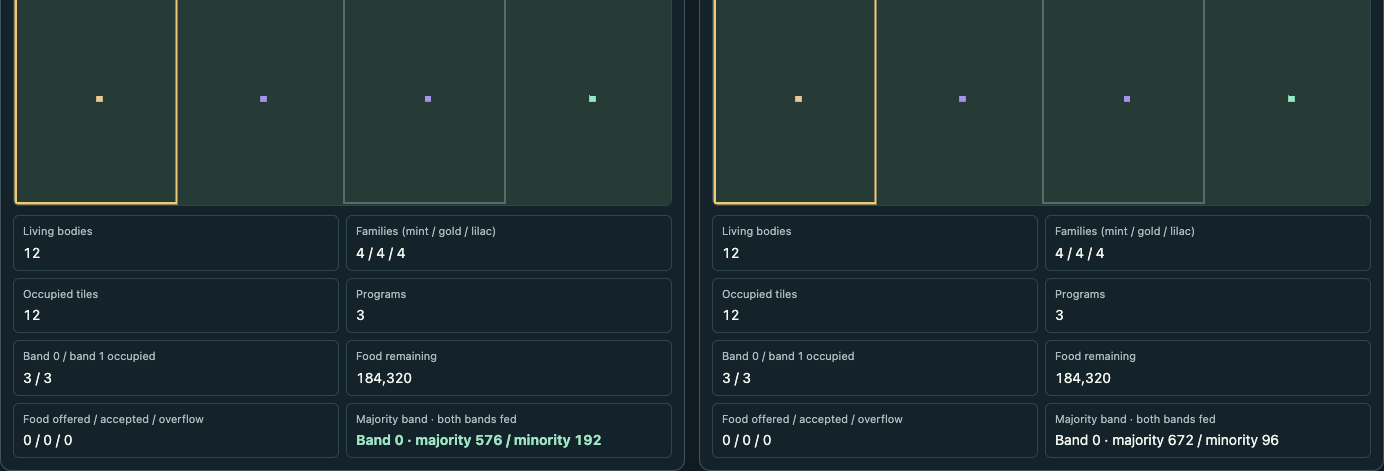 Living bodies
12
Families (mint / gold / lilac)
4 / 4 / 4
Occupied tiles
12
Programs
3
Band 0 / band 1 occupied
3 / 3
Food remaining
184,320
Food offered / accepted / overflow
0 / 0 / 0
Majority band · both bands fed
Band 0 · majority 576 / minority 192
Living bodies
12
Families (mint / gold / lilac)
4 / 4 / 4
Occupied tiles
12
Programs
3
Band 0 / band 1 occupied
3 / 3
Food remaining
184,320
Food offered / accepted / overflow
0 / 0 / 0
Majority band · both bands fed
Band 0 · majority 672 / minority 96